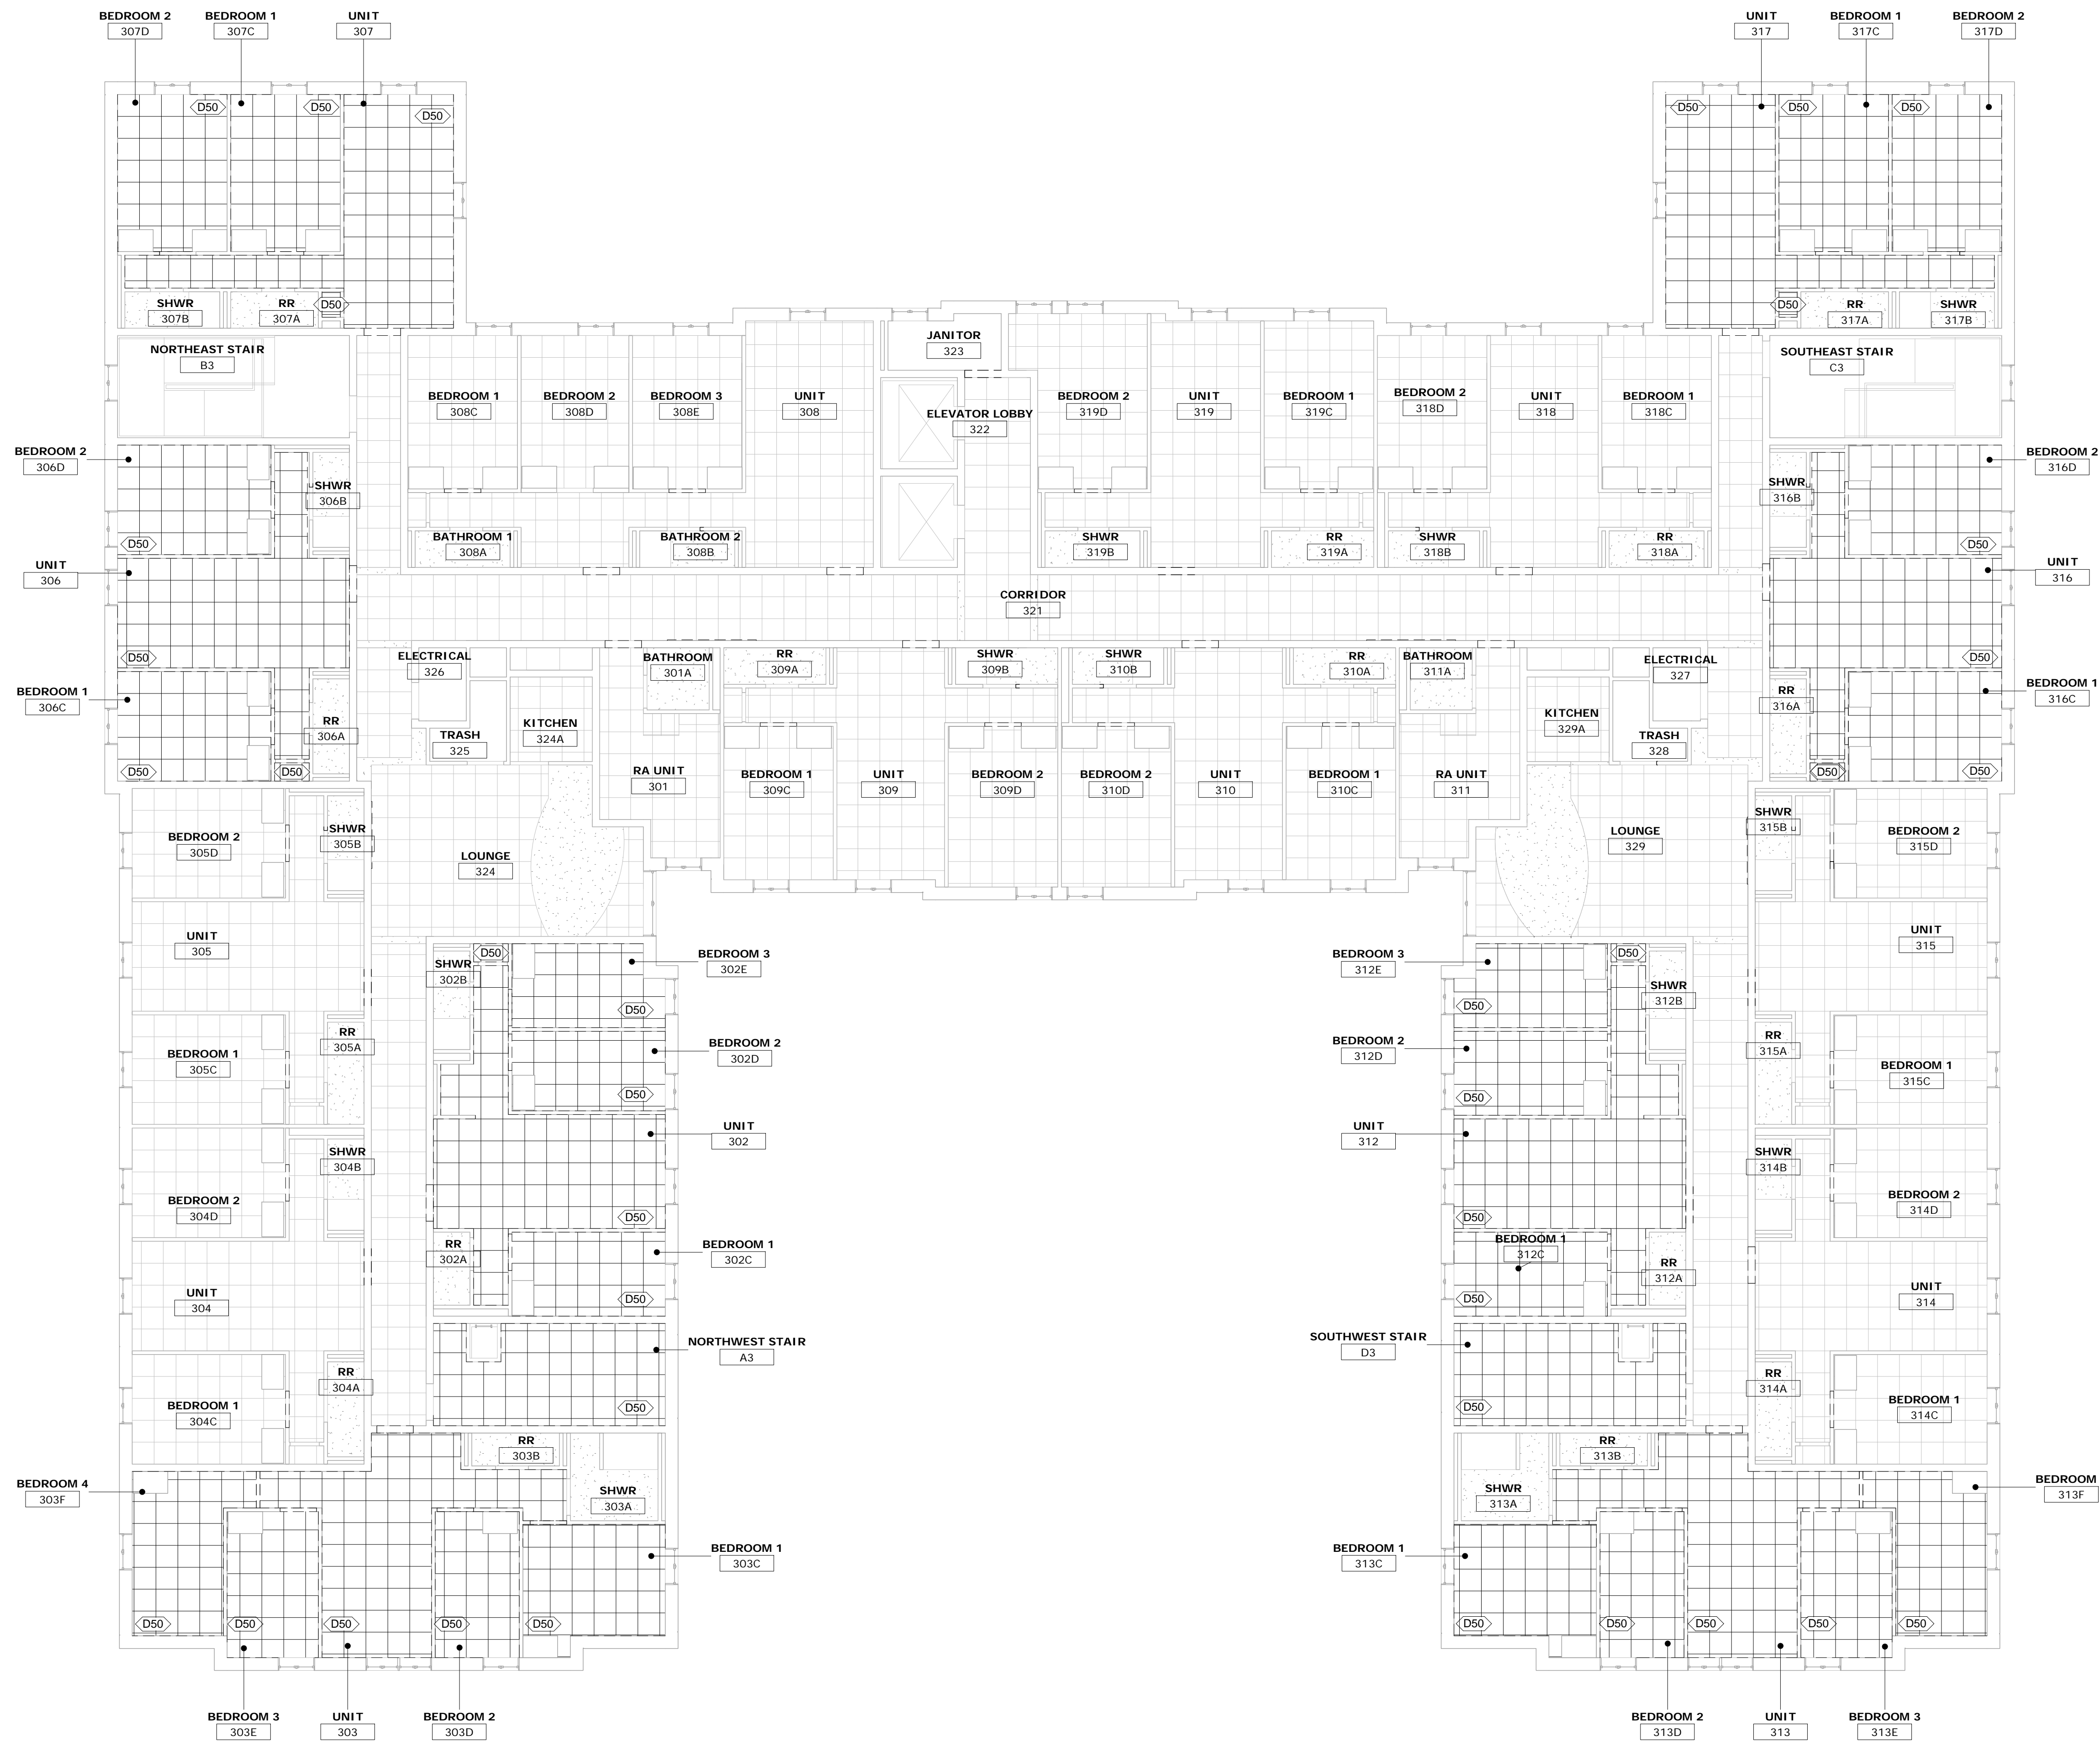 BEDROOM 2
307D
BEDROOM 1
307C
UNIT
307
UNIT
317
BEDROOM 1
317C
BEDROOM 2
317D
D50
D50
D50
D50
D50
D50
SHWR
307B
RR
307A
D50
D50
RR
317A
SHWR
317B
NORTHEAST STAIR
B3
JANITOR
323
SOUTHEAST STAIR
C3
BEDROOM 1
308C
BEDROOM 2
308D
BEDROOM 3
308E
UNIT
308
ELEVATOR LOBBY
322
BEDROOM 2
319D
UNIT
319
BEDROOM 1
319C
BEDROOM 2
318D
UNIT
318
BEDROOM 1
318C
BEDROOM 2
306D
SHWR
306B
D50
BATHROOM 1
308A
BATHROOM 2
308B
SHWR
319B
RR
319A
SHWR
318B
RR
318A
SHWR
316B
BEDROOM 2
316D
D50
UNIT
306
D50
CORRIDOR
321
UNIT
316
D50
BEDROOM 1
306C
RR
306A
D50
D50
ELECTRICAL
326
TRASH
325
KITCHEN
324A
BATHROOM
301A
RA UNIT
301
RR
309A
SHWR
309B
BEDROOM 1
309C
UNIT
309
BEDROOM 2
309D
SHWR
310B
RR
310A
BEDROOM 2
310D
UNIT
310
BEDROOM 1
310C
BATHROOM
311A
RA UNIT
311
KITCHEN
329A
ELECTRICAL
327
TRASH
328
RR
316A
BEDROOM 1
316C
D50
D50
BEDROOM 2
305D
SHWR
305B
LOUNGE
324
LOUNGE
329
SHWR
315B
BEDROOM 2
315D
UNIT
305
UNIT
315
BEDROOM 1
305C
RR
305A
SHWR
302B
D50
BEDROOM 3
302E
D50
BEDROOM 2
302D
D50
BEDROOM 3
312E
D50
D50
SHWR
312B
BEDROOM 2
312D
D50
RR
315A
BEDROOM 1
315C
SHWR
304B
BEDROOM 2
304D
UNIT
302
D50
UNIT
312
D50
SHWR
314B
BEDROOM 2
314D
UNIT
304
RR
302A
BEDROOM 1
302C
D50
BEDROOM 1
312C
D50
RR
312A
UNIT
314
RR
304A
BEDROOM 1
304C
NORTHWEST STAIR
A3
D50
SOUTHWEST STAIR
D3
D50
RR
314A
BEDROOM 1
314C
BEDROOM 4
303F
RR
303B
SHWR
303A
SHWR
313A
RR
313B
BEDROOM
313F
BEDROOM 1
303C
BEDROOM 1
313C
D50
D50
D50
D50
D50
D50
D50
D50
D50
D50
BEDROOM 3
303E
UNIT
303
BEDROOM 2
303D
BEDROOM 2
313D
UNIT
313
BEDROOM 3
313E